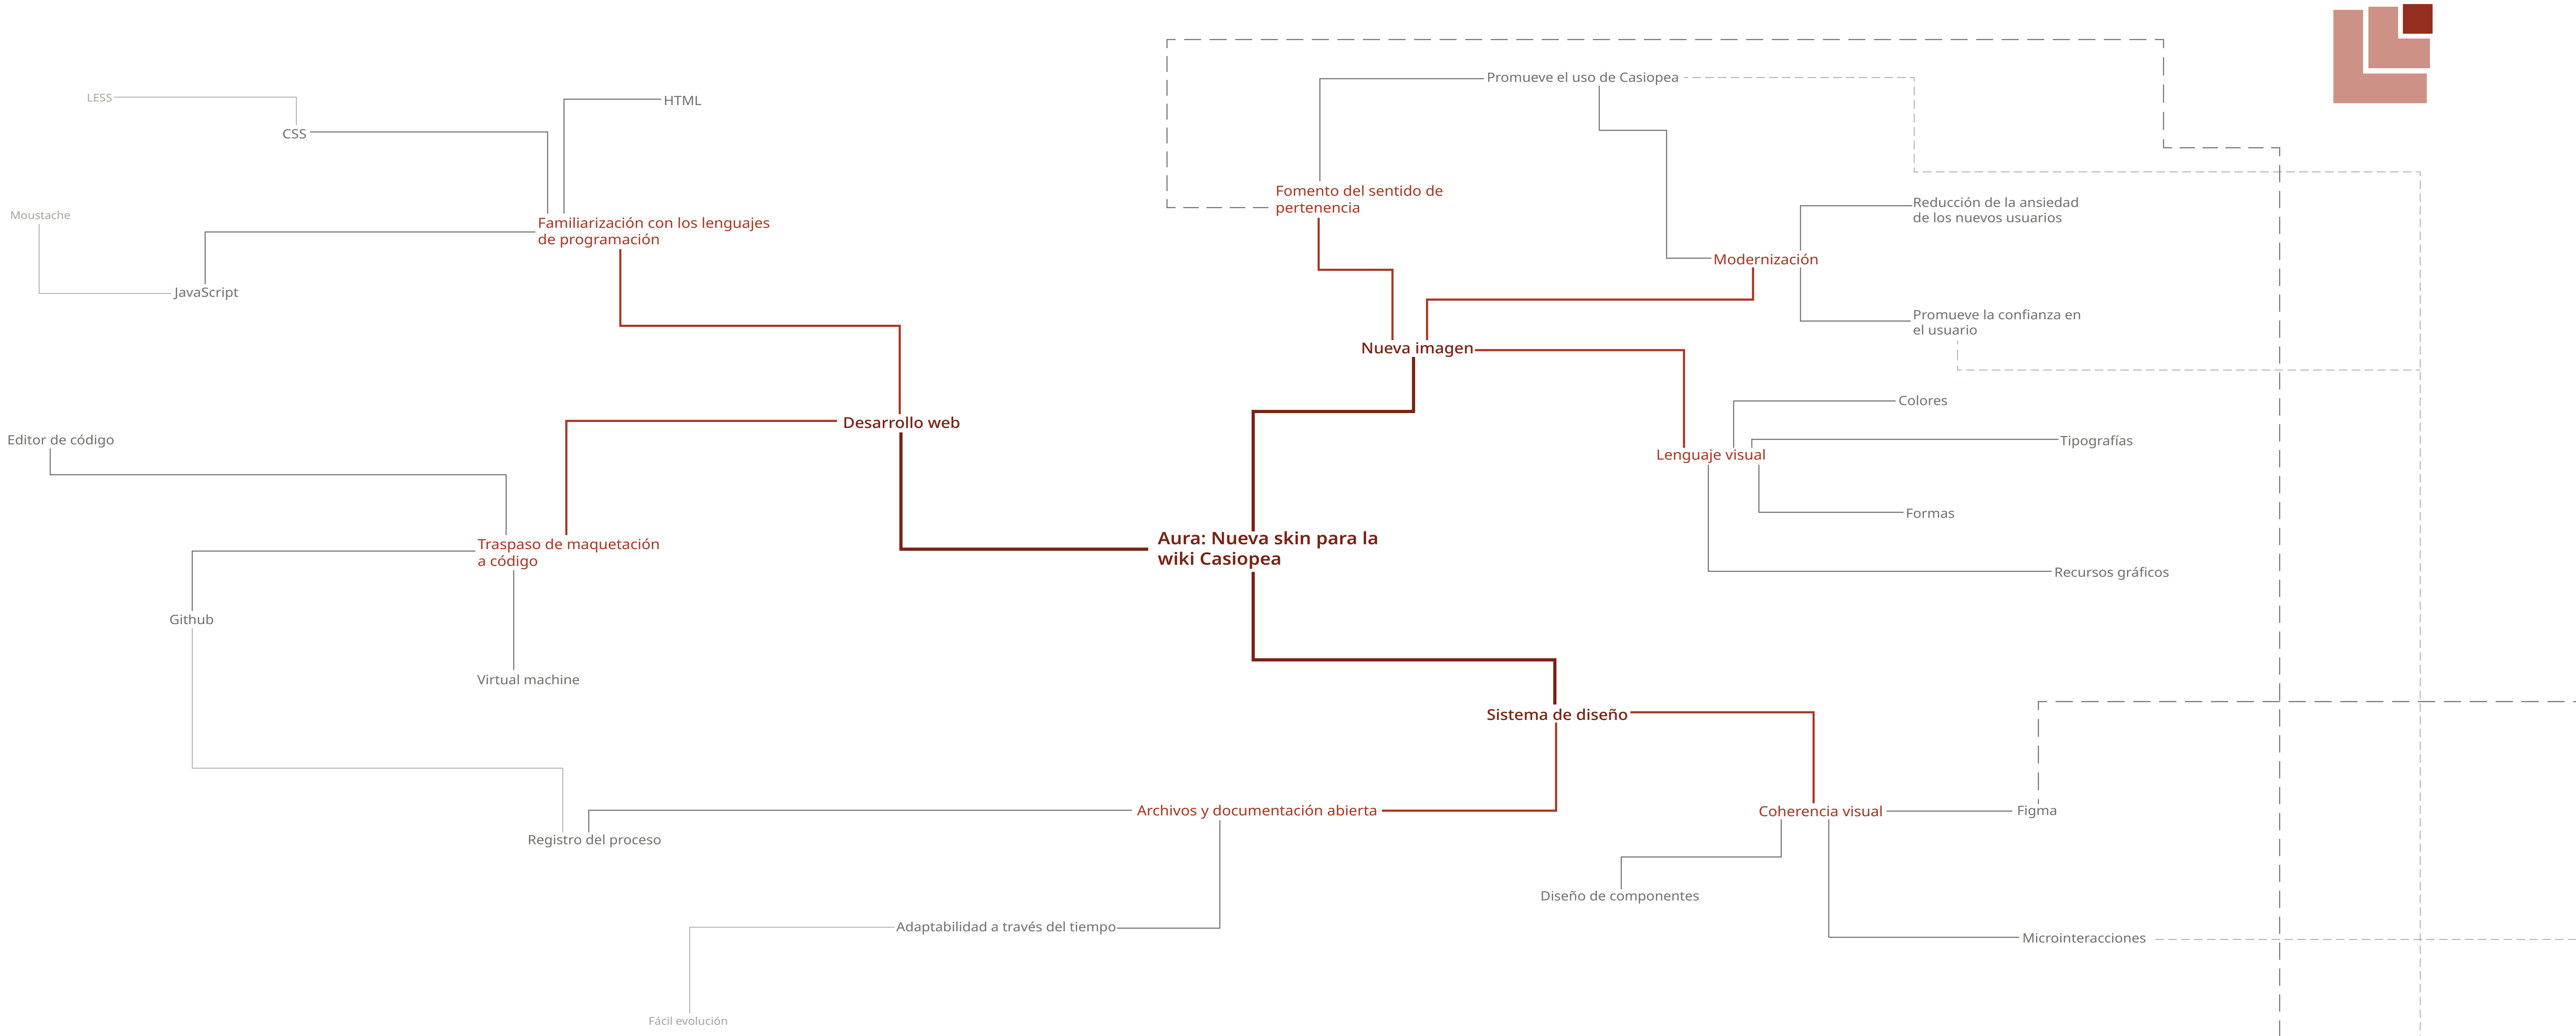 Promueve el uso de Casiopea
LESS
HTML
CSS
Fomento del sentido de
pertenencia
Reducción de la ansiedad
de los nuevos usuarios
Moustache
Familiarización con los lenguajes
de programación
Modernización
JavaScript
Promueve la confianza en
el usuario
Nueva imagen
Colores
Desarrollo web
Editor de código
Tipografías
Lenguaje visual
Formas
Aura: Nueva skin para la
wiki Casiopea
Traspaso de maquetación
a código
Recursos gráficos
Github
Virtual machine
Sistema de diseño
Archivos y documentación abierta
Coherencia visual
Figma
Registro del proceso
Diseño de componentes
Adaptabilidad a través del tiempo
Microinteracciones
Fácil evolución